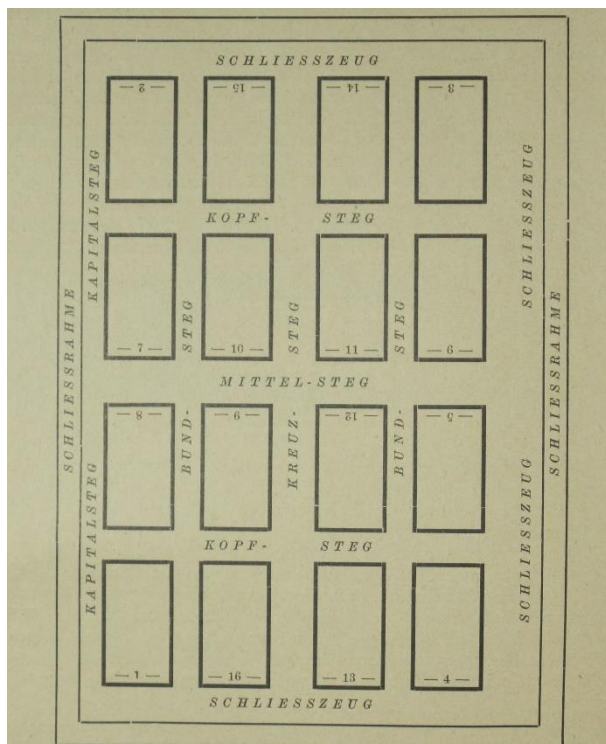 SCHLIESSZEUG
— 2 — — 15 — — 14 — — 3 —
KAPITALSTEG
SCHLIESSZEUG
KOPF- STEG
SCHLIESSRAHME
STEG
STEG
STEG
SCHLIESSRAHME
— 7 — — 10 — — 11 — — 6 —
MITTEL-STEG
— 8 — — 9 — — 12 — — 5 —
BUND-
KREUZ-
BUND-
KAPITALSTEG
SCHLIESSZEUG
KOPF- STEG
— 1 — — 16 — — 13 — — 4 —
SCHLIESSZEUG